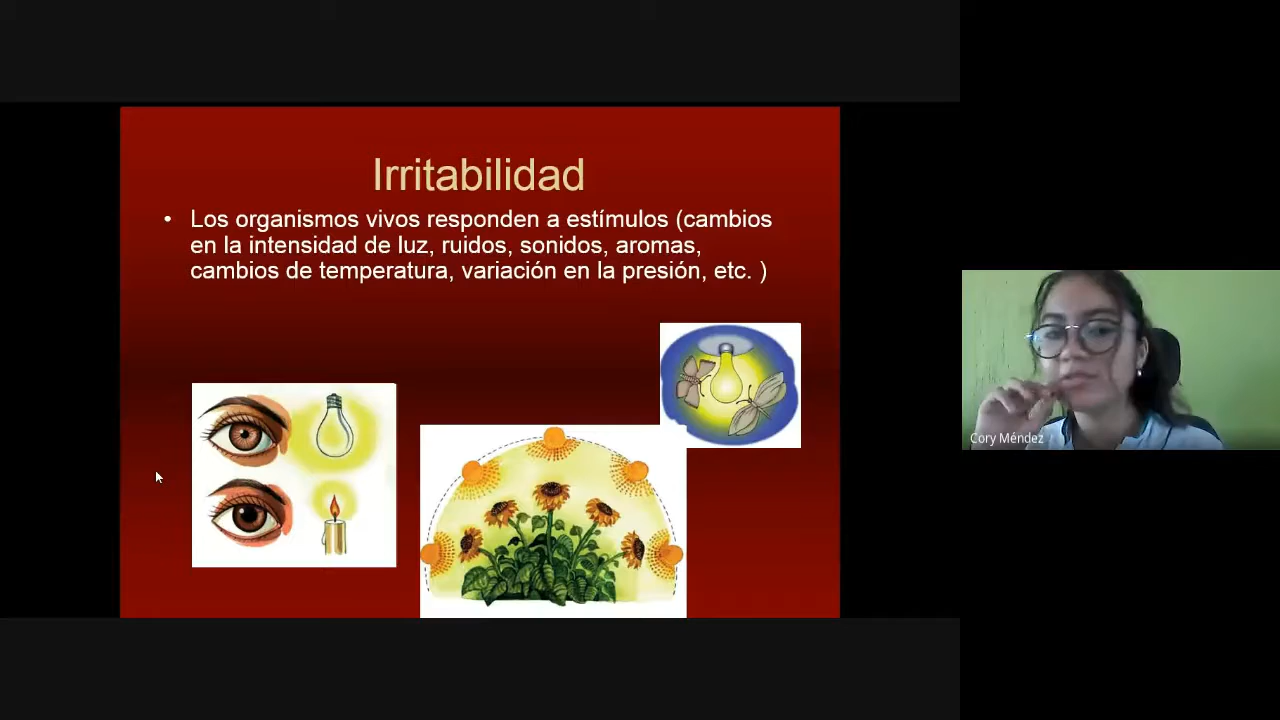 Irritabilidad
• Los organismos vivos responden a estímulos (cambios
en la intensidad de luz, ruidos, sonidos, aromas,
cambios de temperatura, variación en la presión, etc. )
Cory Méndez